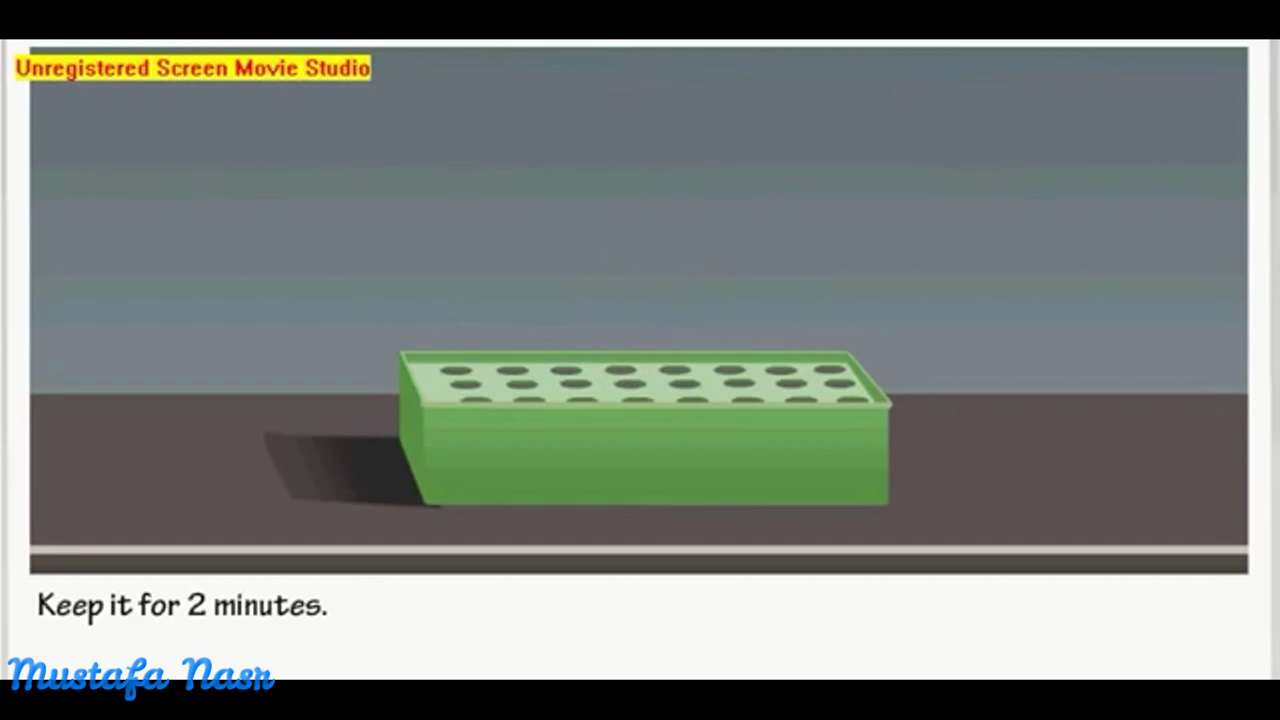 Unregistered Screen Movie Studio
Keep it for 2 minutes.
Mustafa Nasr